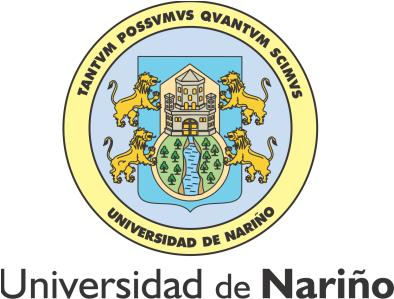 TANTVM POSSVMVS QVANTVM SCIMVS
UNIVERSIDAD DE NARIÑO
Universidad de Nariño